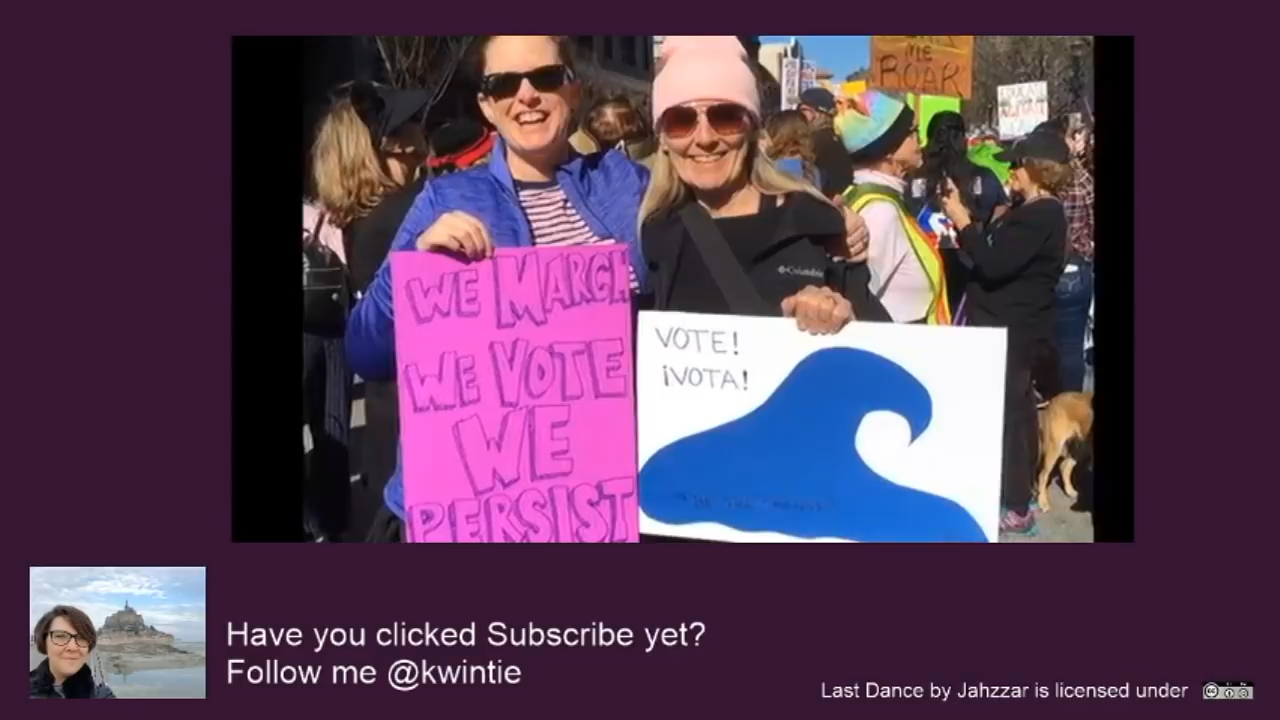 ME
ROAR
WE MARCH
WE VOTE
WE
PERSIST
Columbia
VOTE!
¡VOTA!
Have you clicked Subscribe yet?
Follow me @kwintie
Last Dance by Jahzzar is licensed under